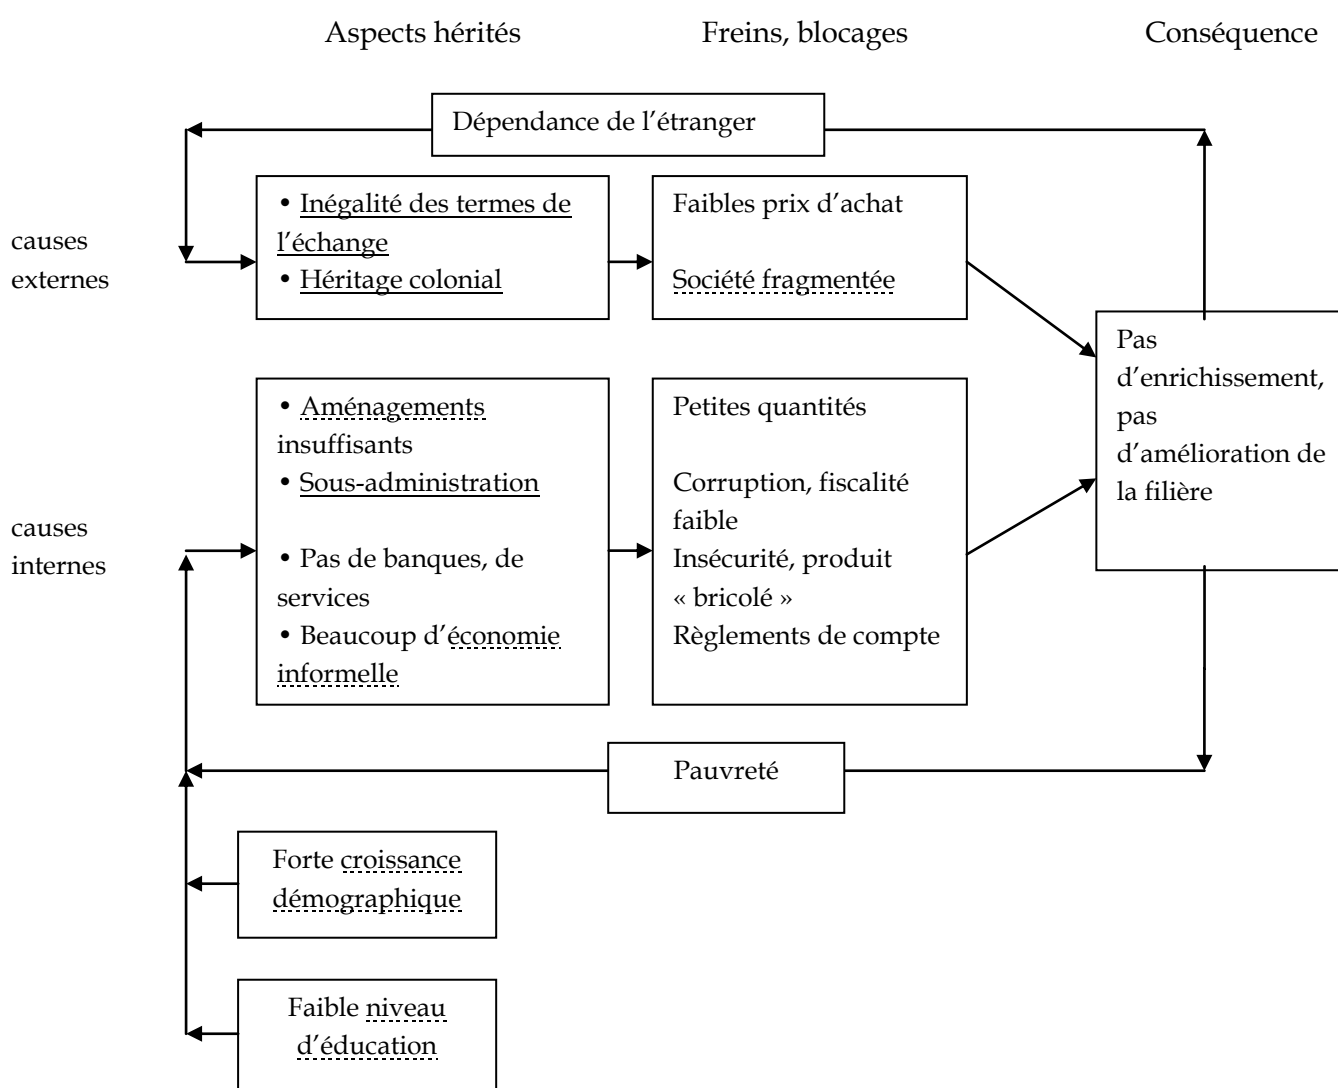 Aspects hérités
Freins, blocages
Conséquence
Dépendance de l’étranger
causes
externes
• Inégalité des termes de
l’échange
• Héritage colonial
Faibles prix d’achat
Société fragmentée
Pas
d’enrichissement,
pas
d’amélioration de
la filière
causes
internes
• Aménagements
insuffisants
• Sous-administration
• Pas de banques, de
services
• Beaucoup d’économie
informelle
Petites quantités
Corruption, fiscalité
faible
Insécurité, produit
« bricolé »
Règlements de compte
Pauvreté
Forte croissance
démographique
Faible niveau
d’éducation